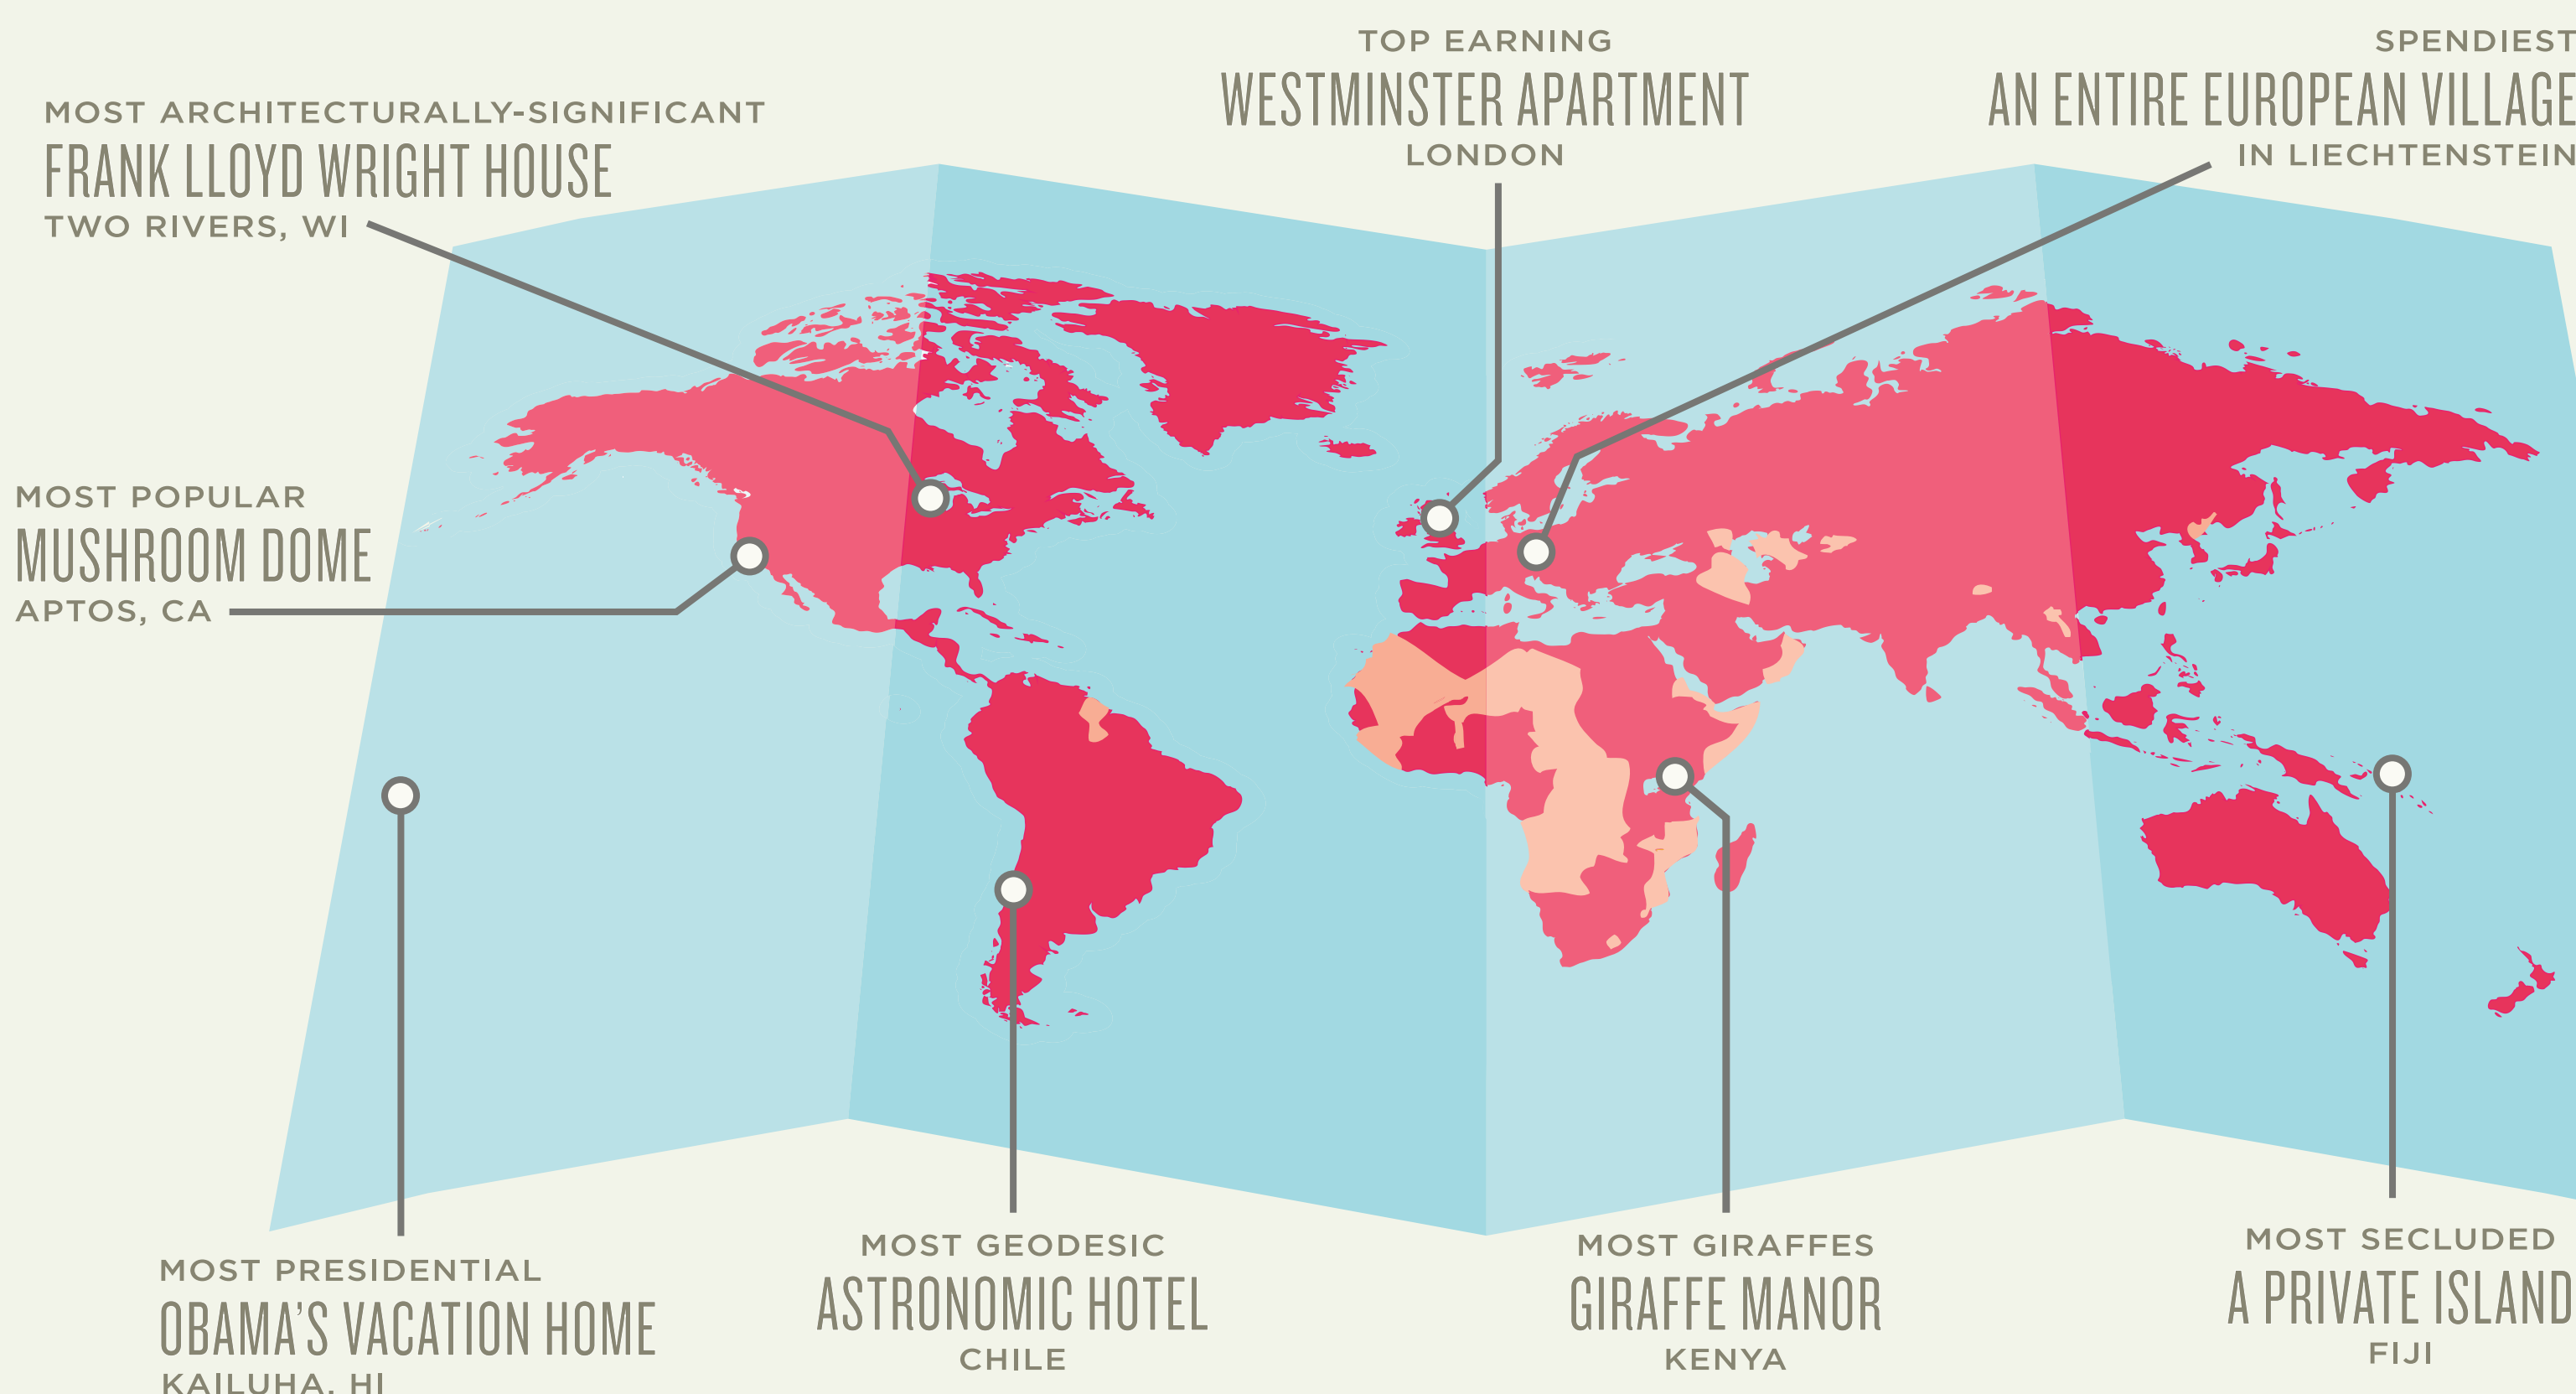 TOP EARNING
WESTMINSTER APARTMENT
LONDON
SPENDIEST
AN ENTIRE EUROPEAN VILLAGE
IN LIECHTENSTEIN
MOST ARCHITECTURALLY-SIGNIFICANT
FRANK LLOYD WRIGHT HOUSE
TWO RIVERS, WI
MOST POPULAR
MUSHROOM DOME
APTOS, CA
MOST PRESIDENTIAL
OBAMA'S VACATION HOME
KAILUHA, HI
MOST GEODESIC
ASTRONOMIC HOTEL
CHILE
MOST GIRAFFES
GIRAFFE MANOR
KENYA
MOST SECLUDED
A PRIVATE ISLAND
FIJI